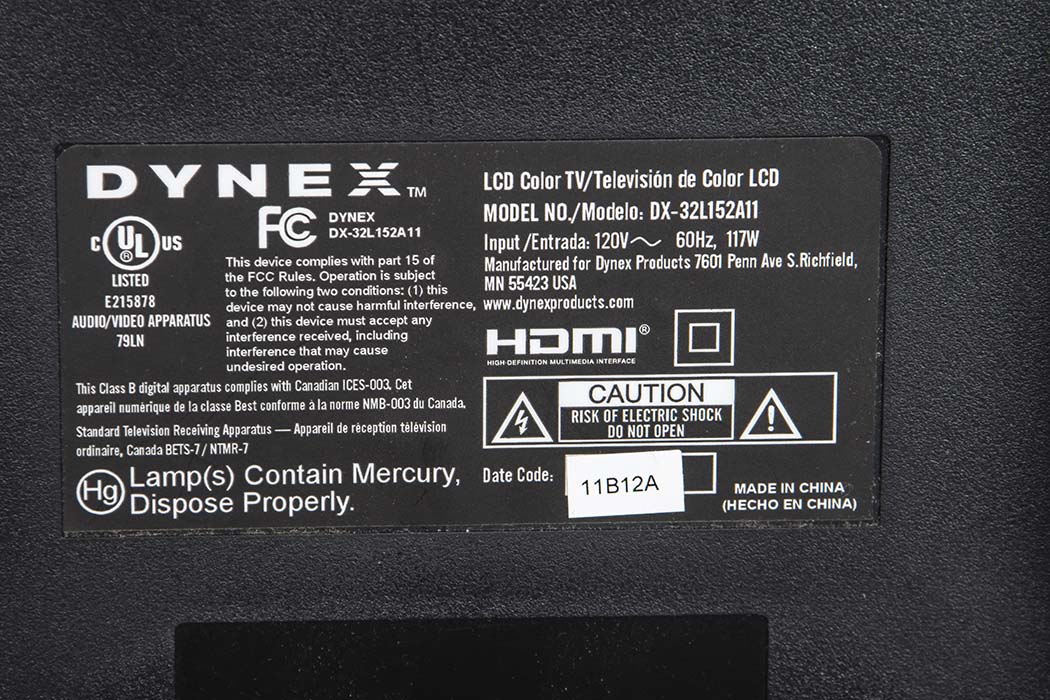 DYNEX™
C UL® US
LISTED
E215878
AUDIO/VIDEO APPARATUS
79LN
FC DYNEX
DX-32L152A11
This device complies with part 15 of
the FCC Rules. Operation is subject
to the following two conditions: (1) this
device may not cause harmful interference,
and (2) this device must accept any
interference received, including
interference that may cause
undesired operation.
This Class B digital apparatus complies with Canadian ICES-003. Cet
appareil numérique de la classe Best conforme à la norme NMB-003 du Canada.
Standard Television Receiving Apparatus — Appareil de réception télévision
ordinaire, Canada BETS-7 / NTMR-7
Hg Lamp(s) Contain Mercury,
Dispose Properly.
LCD Color TV/Televisión de Color LCD
MODEL NO./Modelo: DX-32L152A11
Input /Entrada: 120V～ 60Hz, 117W
Manufactured for Dynex Products 7601 Penn Ave S.Richfield,
MN 55423 USA
www.dynexproducts.com
HDMI®
HIGH-DEFINITION MULTIMEDIA INTERFACE
CAUTION
RISK OF ELECTRIC SHOCK
DO NOT OPEN
Date Code: 11B12A
MADE IN CHINA
(HECHO EN CHINA)